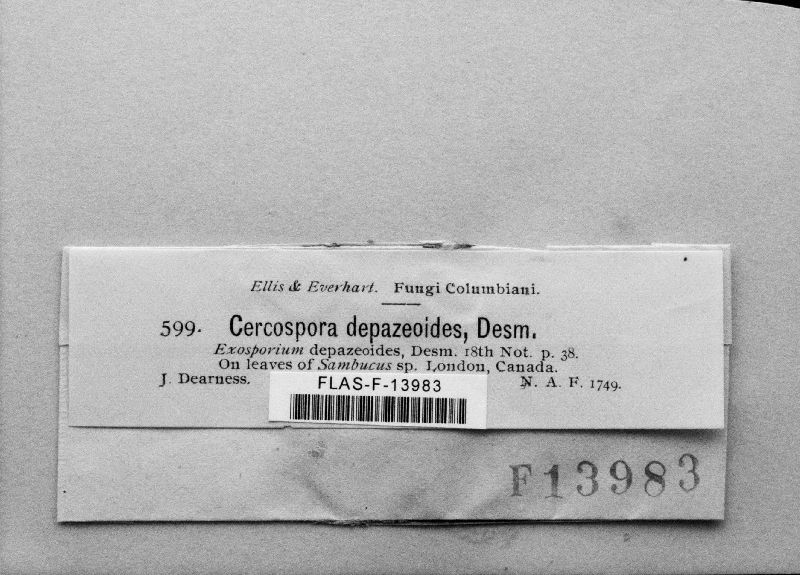 Ellis & Everhart. Fungi Columbiani.
599. Cercospora depazeoides, Desm.
Exosporium depazeoides, Desm. 18th Not. p. 38.
On leaves of Sambucus sp. London, Canada.
J. Dearness. N. A. F. 1749.
FLAS-F-13983
F13983